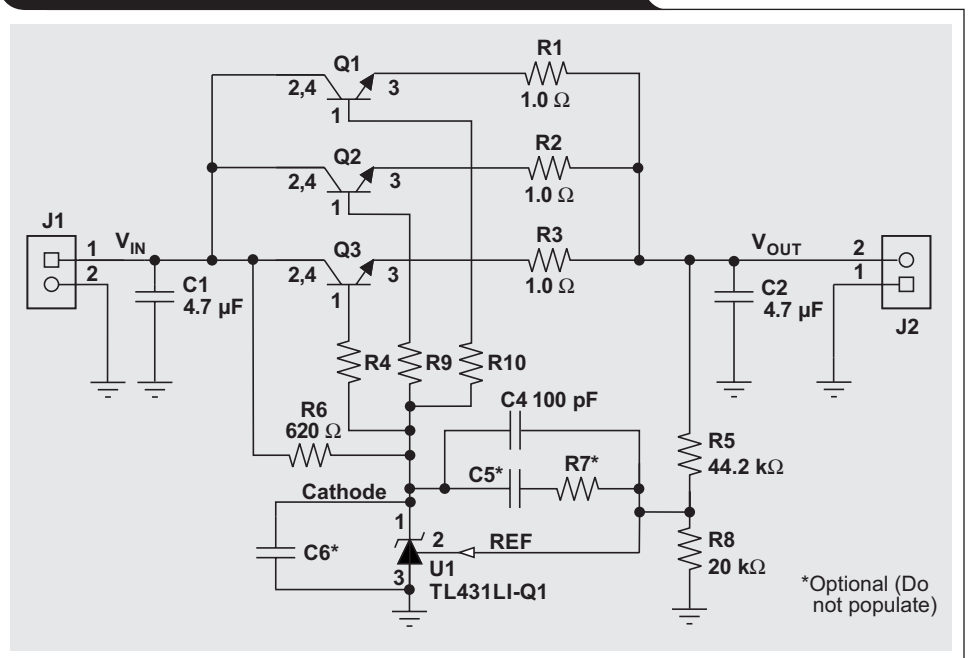 Q1
2,4
1
3
R1
1.0 Ω
Q2
2,4
1
3
R2
1.0 Ω
J1
1
2
V_IN
Q3
2,4
1
3
R3
1.0 Ω
V_OUT
2
1
J2
C1
4.7 µF
C2
4.7 µF
R4
R9
R10
R6
620 Ω
C4 100 pF
C5*
R7*
R5
44.2 kΩ
Cathode
C6*
1
2
3
REF
U1
TL431LI-Q1
R8
20 kΩ
*Optional (Do
not populate)